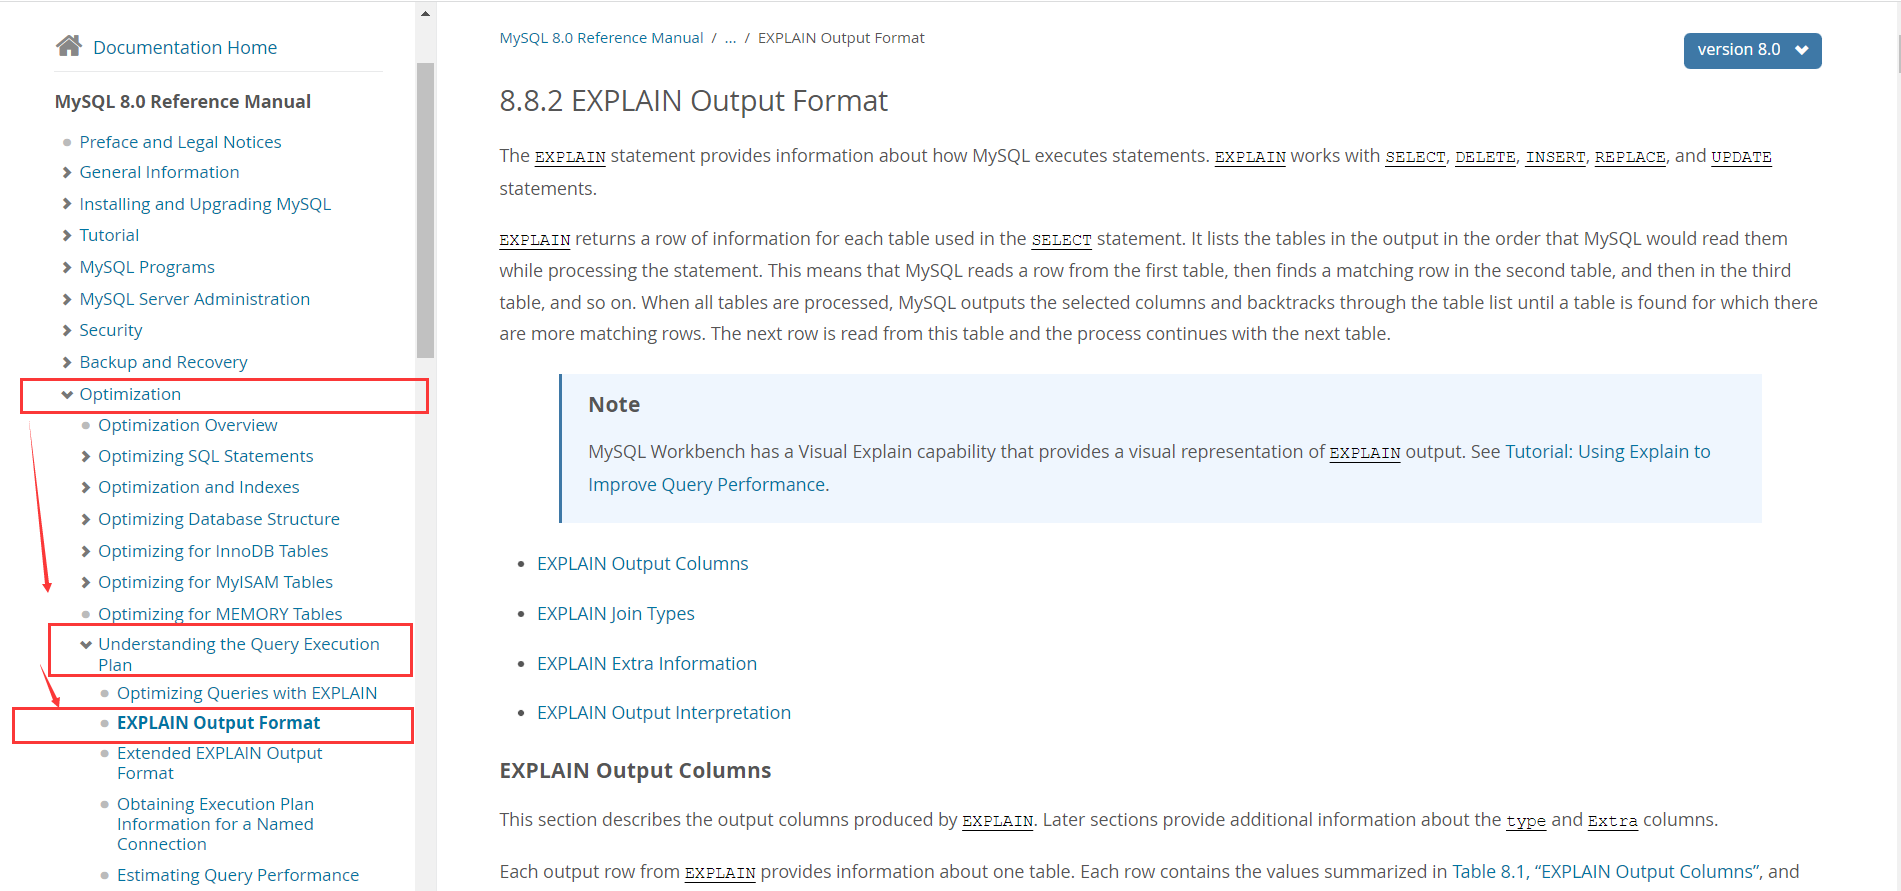 Documentation Home
MySQL 8.0 Reference Manual
Preface and Legal Notices
General Information
Installing and Upgrading MySQL
Tutorial
MySQL Programs
MySQL Server Administration
Security
Backup and Recovery
Optimization
Optimization Overview
Optimizing SQL Statements
Optimization and Indexes
Optimizing Database Structure
Optimizing for InnoDB Tables
Optimizing for MyISAM Tables
Optimizing for MEMORY Tables
Understanding the Query Execution
Plan
Optimizing Queries with EXPLAIN
EXPLAIN Output Format
Extended EXPLAIN Output
Format
Obtaining Execution Plan
Information for a Named
Connection
Estimating Query Performance
MySQL 8.0 Reference Manual / ... / EXPLAIN Output Format
version 8.0
8.8.2 EXPLAIN Output Format
The EXPLAIN statement provides information about how MySQL executes statements. EXPLAIN works with SELECT, DELETE, INSERT, REPLACE, and UPDATE
statements.
EXPLAIN returns a row of information for each table used in the SELECT statement. It lists the tables in the output in the order that MySQL would read them
while processing the statement. This means that MySQL reads a row from the first table, then finds a matching row in the second table, and then in the third
table, and so on. When all tables are processed, MySQL outputs the selected columns and backtracks through the table list until a table is found for which there
are more matching rows. The next row is read from this table and the process continues with the next table.
Note
MySQL Workbench has a Visual Explain capability that provides a visual representation of EXPLAIN output. See Tutorial: Using Explain to
Improve Query Performance.
• EXPLAIN Output Columns
• EXPLAIN Join Types
• EXPLAIN Extra Information
• EXPLAIN Output Interpretation
EXPLAIN Output Columns
This section describes the output columns produced by EXPLAIN. Later sections provide additional information about the type and Extra columns.
Each output row from EXPLAIN provides information about one table. Each row contains the values summarized in Table 8.1, “EXPLAIN Output Columns”, and